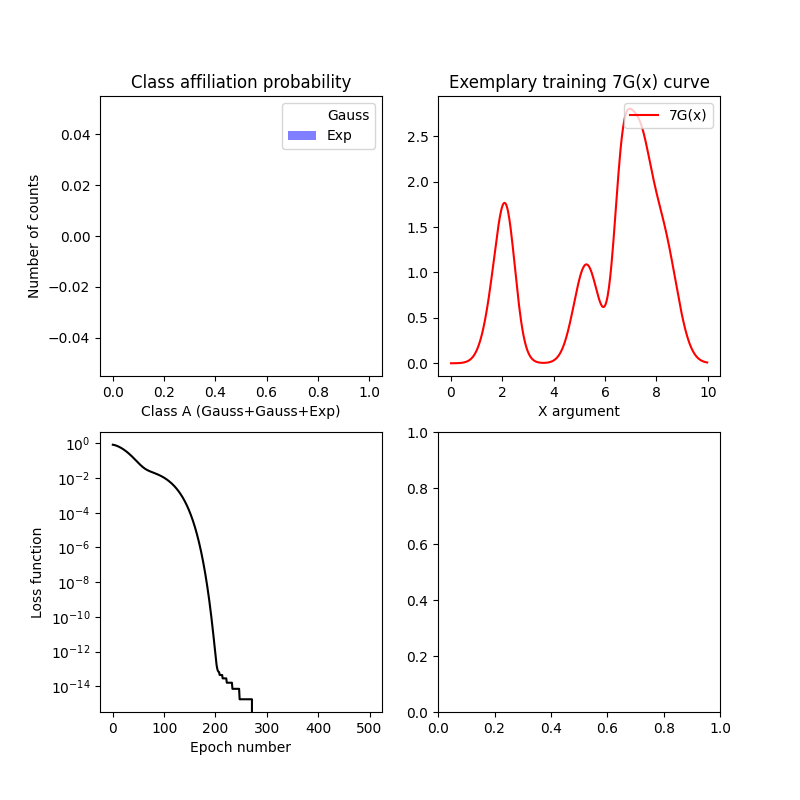 Class affiliation probability
Gauss
Exp
0.04
0.02
0.00
−0.02
−0.04
Number of counts
0.0 0.2 0.4 0.6 0.8 1.0
Class A (Gauss+Gauss+Exp)
Exemplary training 7G(x) curve
7G(x)
2.5
2.0
1.5
1.0
0.5
0.0
0 2 4 6 8 10
X argument
10⁰
10⁻²
10⁻⁴
10⁻⁶
10⁻⁸
10⁻¹⁰
10⁻¹²
10⁻¹⁴
Loss function
0 100 200 300 400 500
Epoch number
1.0
0.8
0.6
0.4
0.2
0.0
0.0 0.2 0.4 0.6 0.8 1.0